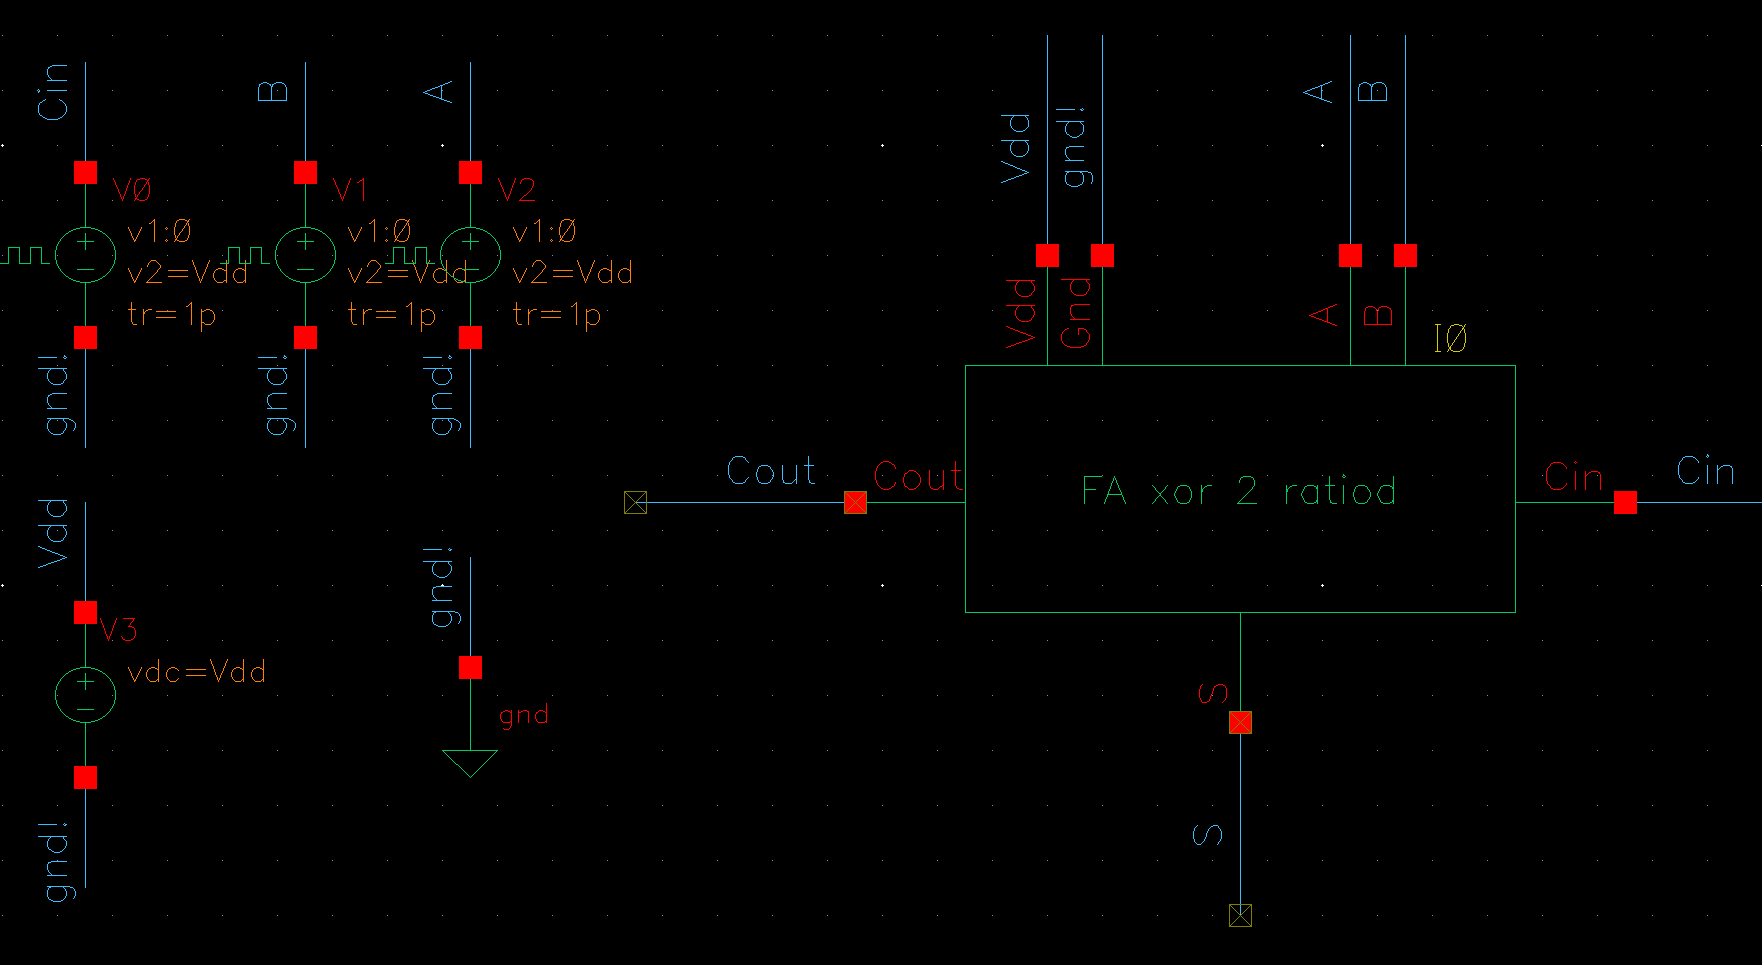 Cin
B
A
V0
v1:0
v2=Vdd
tr=1p
gnd!
V1
v1:0
v2=Vdd
tr=1p
gnd!
V2
v1:0
v2=Vdd
tr=1p
gnd!
Vdd
gnd!
A
B
Vdd
Gnd
A
B
I0
Cout
Cout
FA xor 2 ratiod
Cin
Cin
Vdd
V3
vdc=Vdd
gnd!
gnd!
gnd
S
S